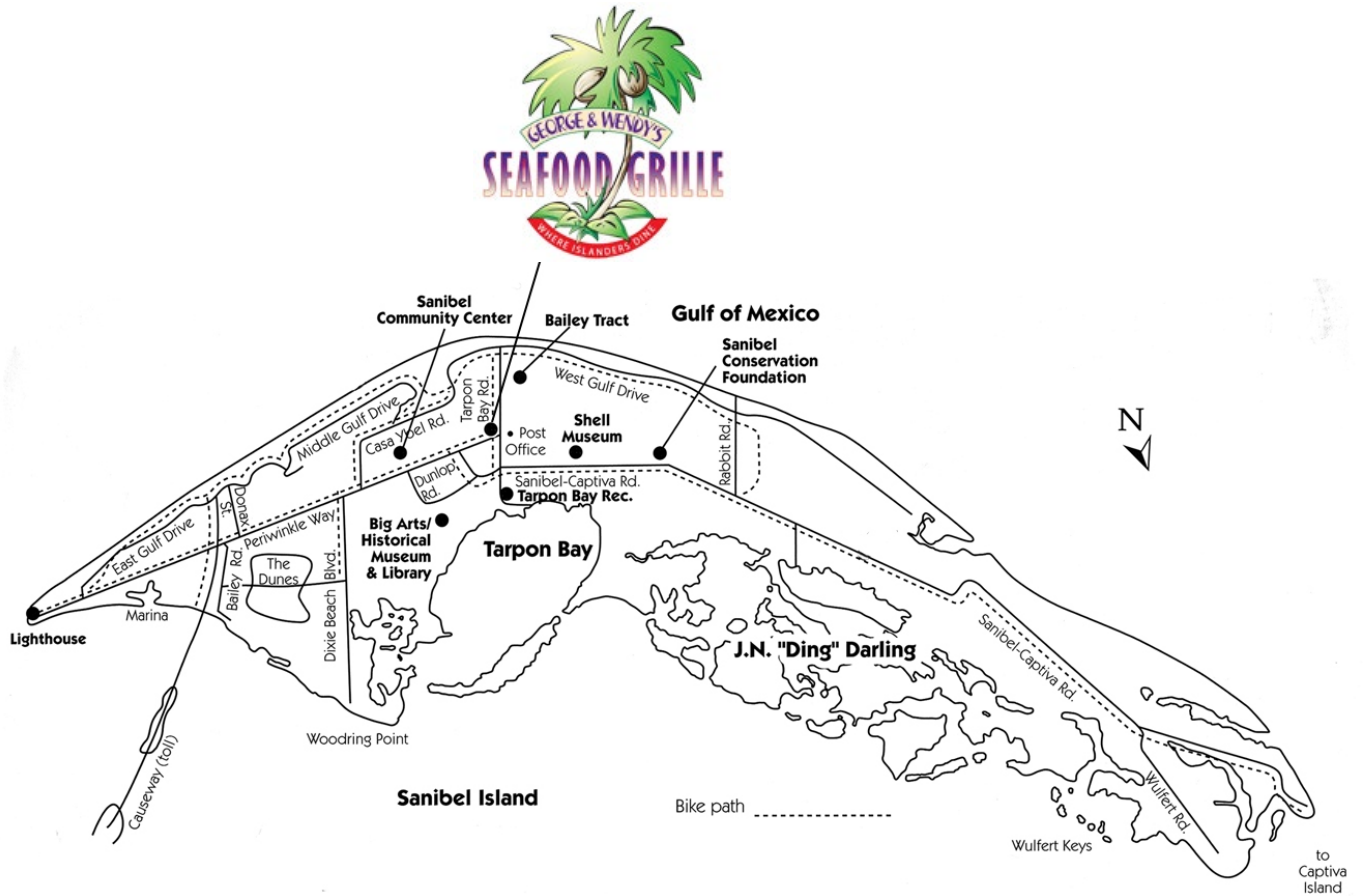 GEORGE & WENDY'S
SEAFOOD GRILLE
WHERE ISLANDERS DINE
Sanibel
Community Center
Bailey Tract
Gulf of Mexico
Sanibel
Conservation
Foundation
West Gulf Drive
Tarpon
Bay Rd.
Middle Gulf Drive
Casa Ybel Rd.
Shell
Museum
Post
Office
Rabbit Rd.
N
Dunlop
Rd.
Sanibel-Captiva Rd.
Tarpon Bay Rec.
Donax
St.
Periwinkle Way
East Gulf Drive
Big Arts/
Historical
Museum
& Library
Tarpon Bay
The
Dunes
Bailey Rd.
Dixie Beach Blvd.
Marina
Lighthouse
J.N. "Ding" Darling
Sanibel-Captiva Rd.
Woodring Point
Causeway (toll)
Sanibel Island
Bike path
Wulfert Rd.
Wulfert Keys
to
Captiva
Island